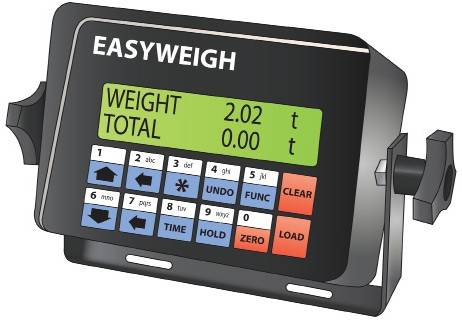 EASYWEIGH
WEIGHT 2.02 t
TOTAL 0.00 t
1 2 abc 3 def 4 ghi 5 jkl
* UNDO FUNC CLEAR
6 mno 7 pqrs 8 tuv 9 wxyz 0
TIME HOLD ZERO LOAD